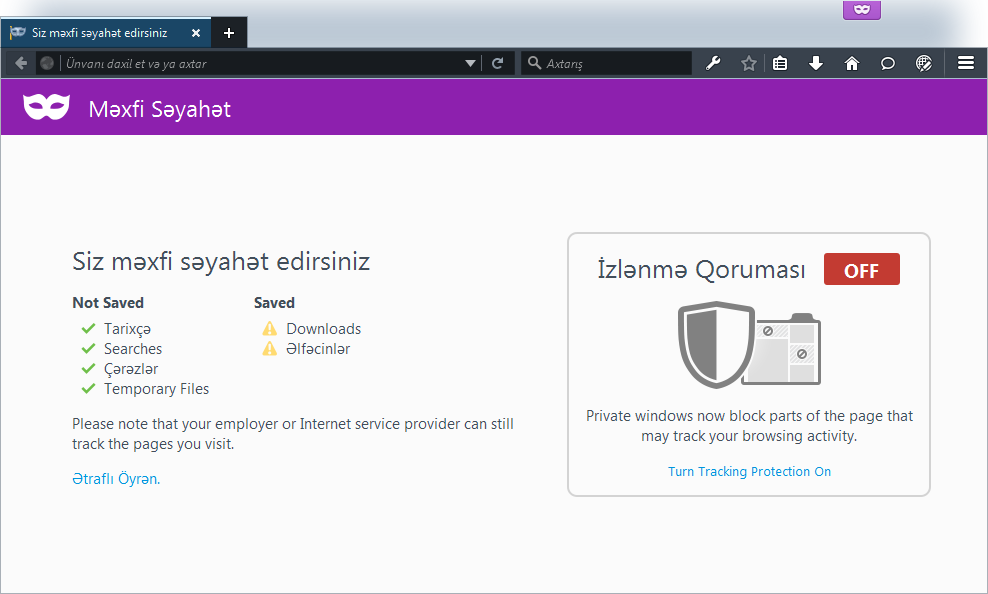 Siz məxfi səyahət edirsiniz
Ünvanı daxil et və ya axtar
Axtarış
Məxfi Səyahət
Siz məxfi səyahət edirsiniz
Not Saved
Tarixçə
Searches
Çərəzlər
Temporary Files
Saved
Downloads
Əlfəcinlər
Please note that your employer or Internet service provider can still
track the pages you visit.
Ətraflı Öyrən.
İzlənmə Qoruması OFF
Private windows now block parts of the page that
may track your browsing activity.
Turn Tracking Protection On